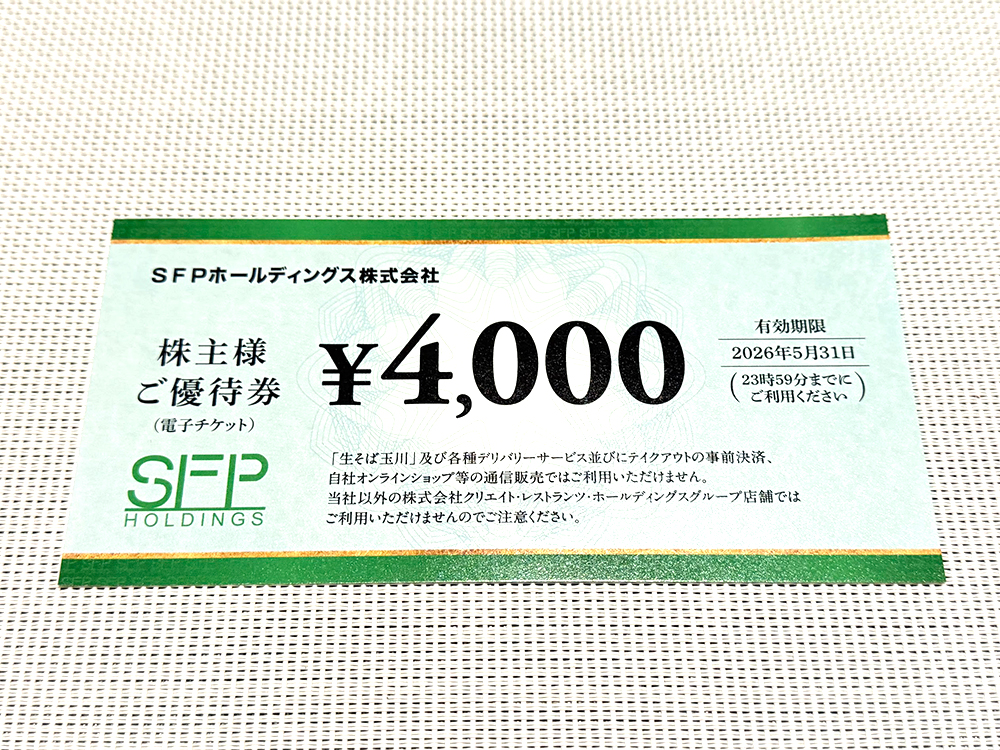 SFPホールディングス株式会社
株主様
ご優待券
(電子チケット)
SFP
HOLDINGS
¥4,000
有効期限
2026年5月31日
(23時59分までに
ご利用ください)
「生そば玉川」及び各種デリバリーサービス並びにテイクアウトの事前決済、
自社オンラインショップ等の通信販売ではご利用いただけません。
当社以外の株式会社クリエイト・レストランツ・ホールディングスグループ店舗では
ご利用いただけませんのでご注意ください。